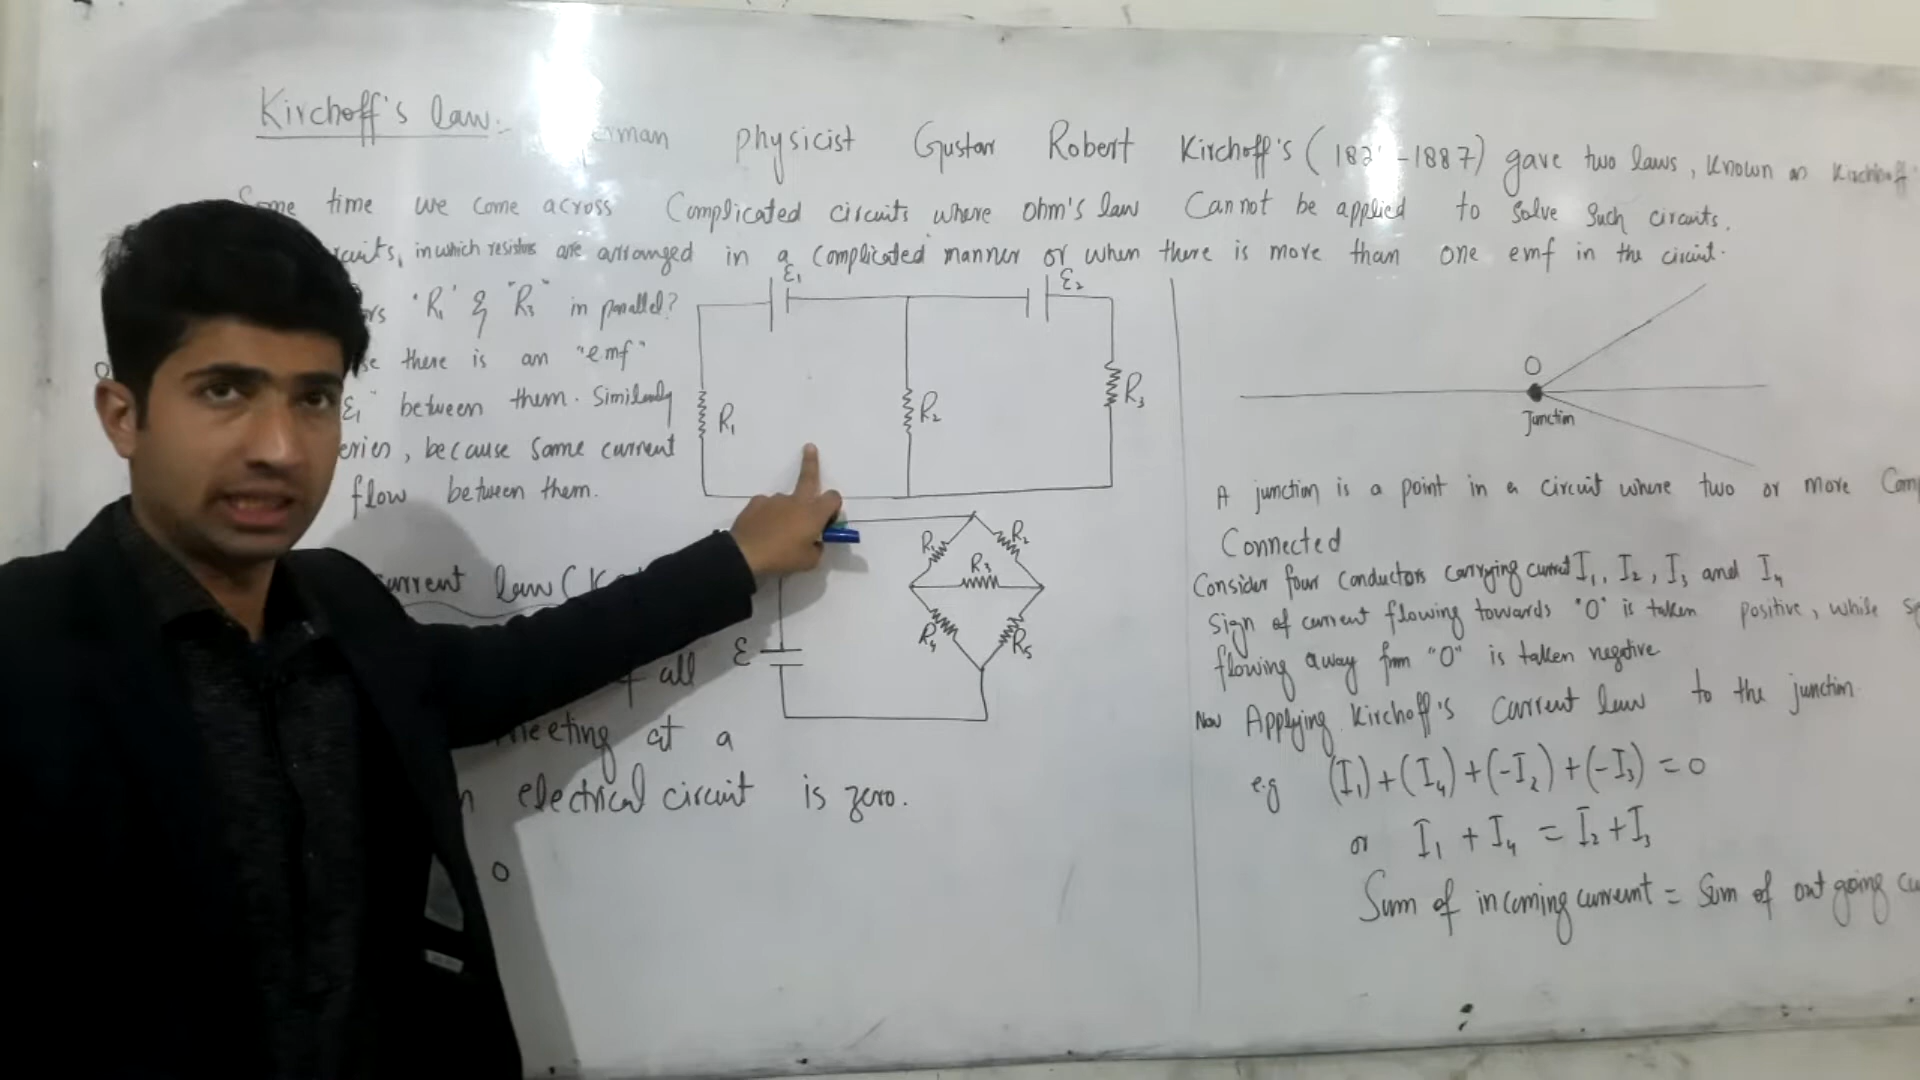 Kirchoff's law:-
physicist Gustav Robert Kirchoff's ( -1887) gave two laws, known as
time we come across Complicated circuits where ohm's law Cannot be applied to solve Such circuits.
in which resistors are arranged in a Complicated manner or when there is more than one emf in the circuit.
"R₁" & "R₃" in parallel?
there is an "emf"
"ε₁" between them. Similarly
because Same current
flow between them.
ε₁
ε₂
R₁
R₂
R₃
current law
all
meeting at a
electrical circuit is zero.
0
R₁
R₂
R₃
R₄
R₅
ε
O
Junction
A junction is a point in a Circuit where two or more
Connected
Consider four Conductors carrying current I₁, I₂, I₃ and I₄
Sign of current flowing towards "O" is taken positive, while
flowing away from "O" is taken negative
Now Applying Kirchoff's Current law to the junction
e.g (I₁)+(I₄)+(-I₂)+(-I₃) = 0
or I₁ + I₄ = I₂ + I₃
Sum of incoming current = Sum of out going